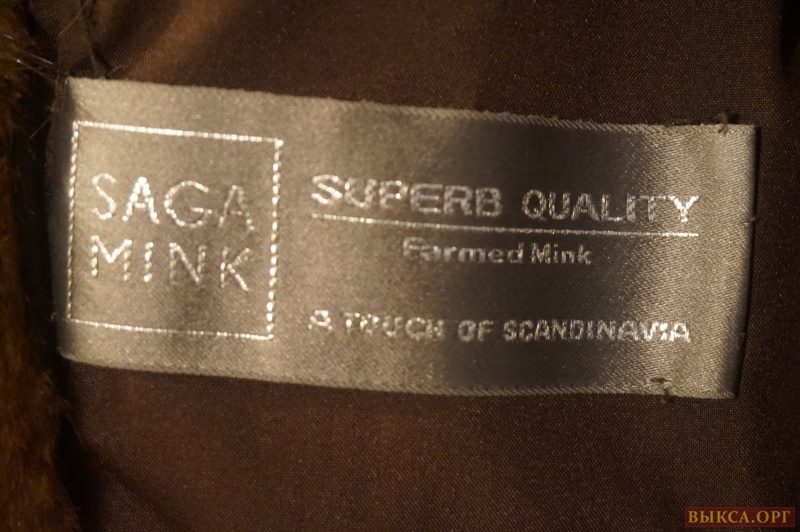 SAGA
MINK
SUPERB QUALITY
Farmed Mink
A TOUCH OF SCANDINAVIA
ВЫКСА.ОРГ